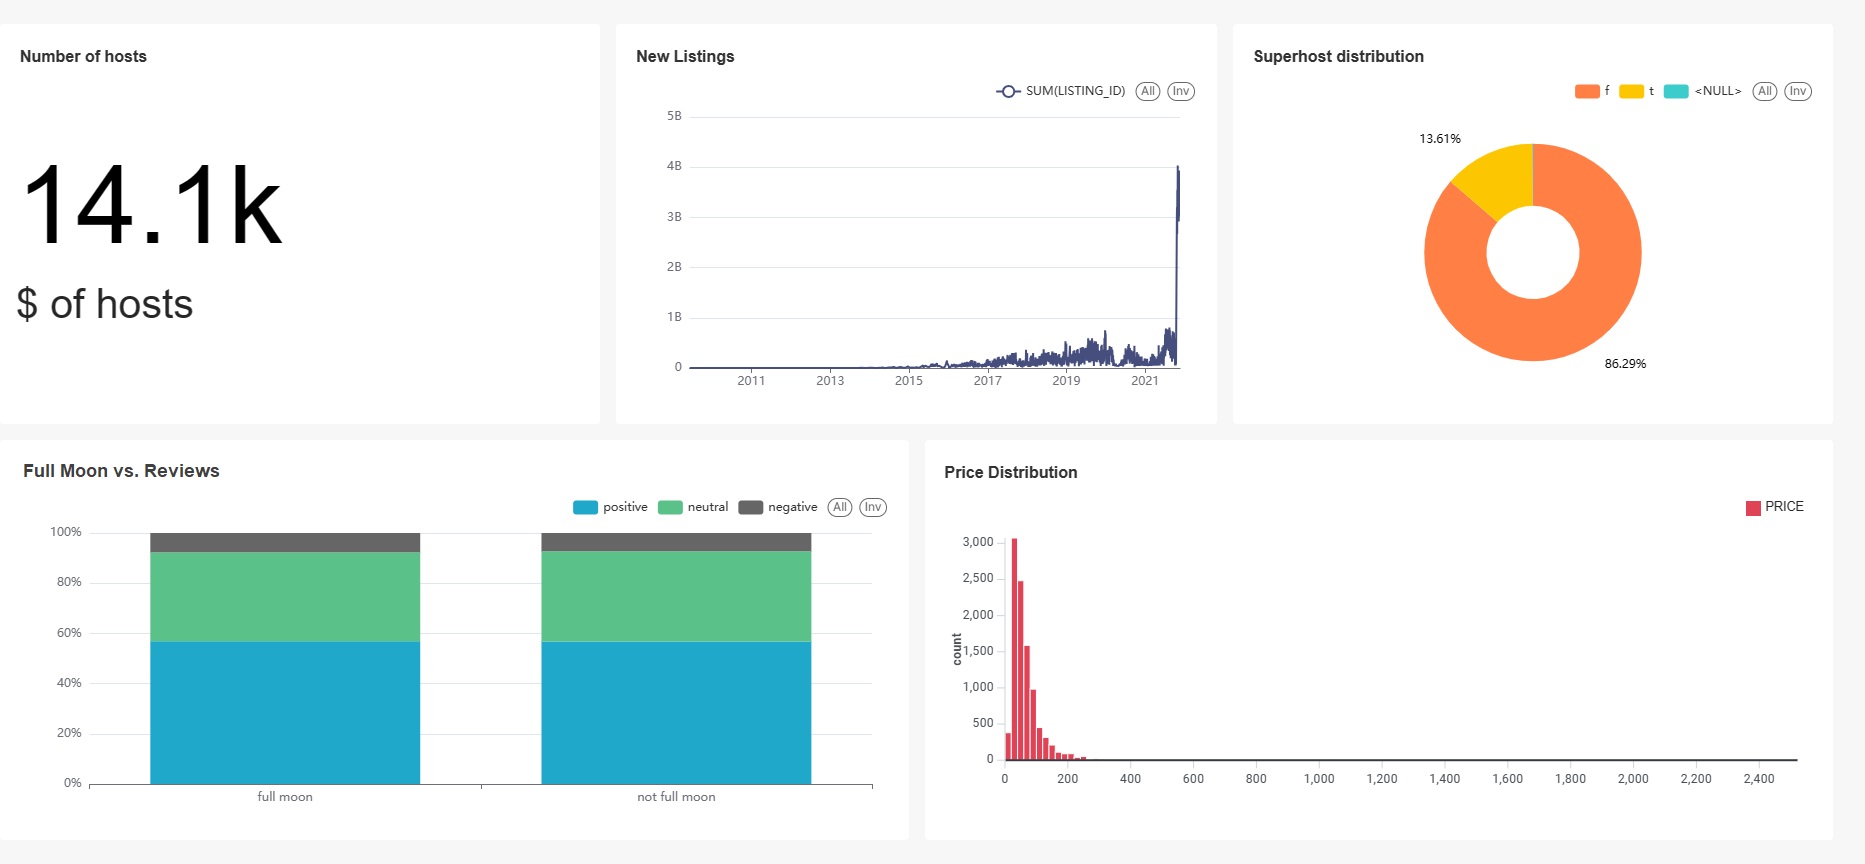 Number of hosts
14.1k
$ of hosts
New Listings
SUM(LISTING_ID) All Inv
5B
4B
3B
2B
1B
0
2011 2013 2015 2017 2019 2021
Superhost distribution
f t <NULL> All Inv
13.61%
86.29%
Full Moon vs. Reviews
positive neutral negative All Inv
100%
80%
60%
40%
20%
0%
full moon not full moon
Price Distribution
PRICE
count
3,000
2,500
2,000
1,500
1,000
500
0
0 200 400 600 800 1,000 1,200 1,400 1,600 1,800 2,000 2,200 2,400